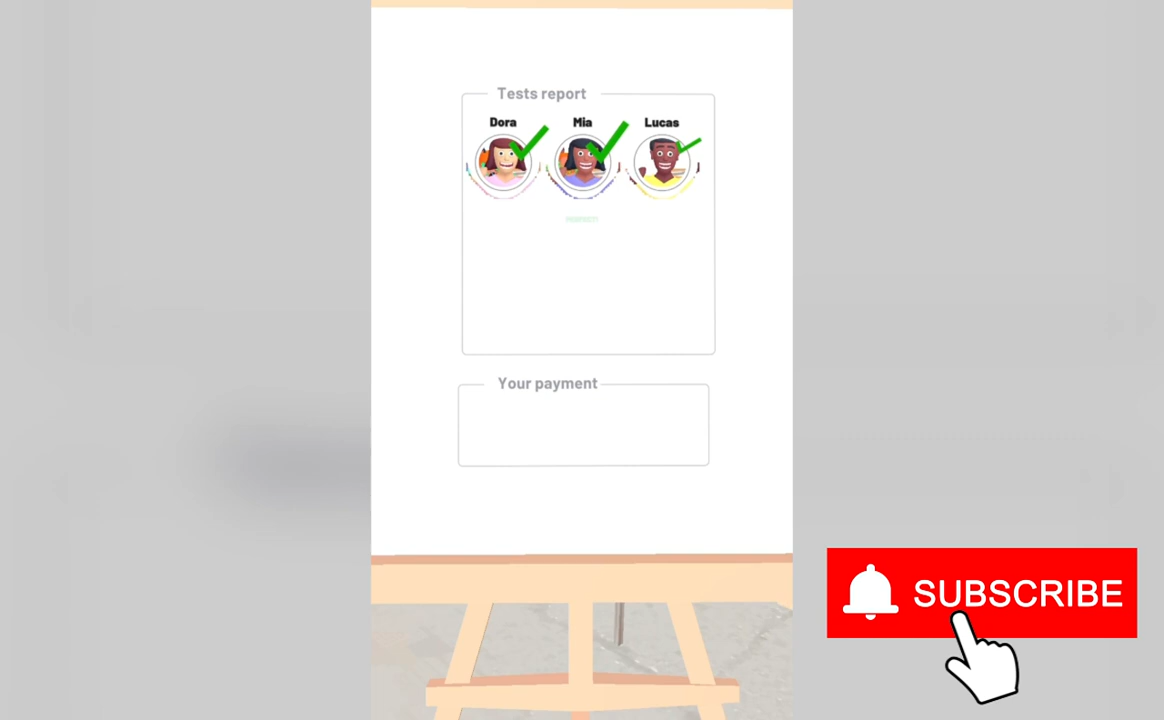 Tests report
Dora
Mia
Lucas
Your payment
SUBSCRIBE